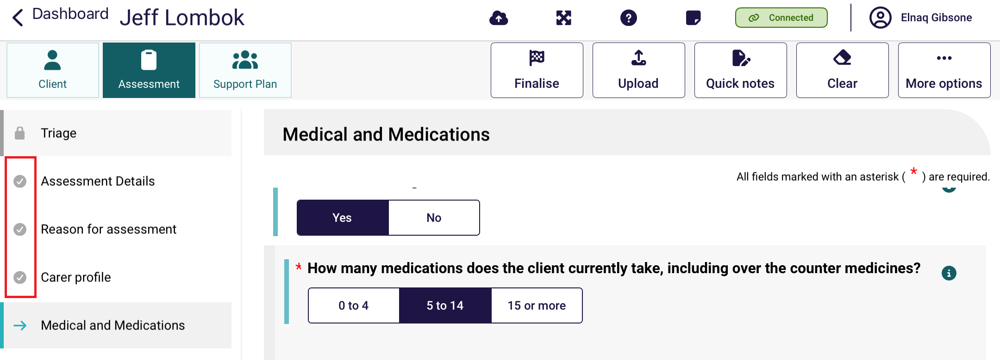 Dashboard
Jeff Lombok
Connected
Elnaq Gibsone
Client
Assessment
Support Plan
Finalise
Upload
Quick notes
Clear
More options
Triage
Assessment Details
Reason for assessment
Carer profile
Medical and Medications
Medical and Medications
All fields marked with an asterisk ( * ) are required.
Yes
No
* How many medications does the client currently take, including over the counter medicines?
0 to 4
5 to 14
15 or more